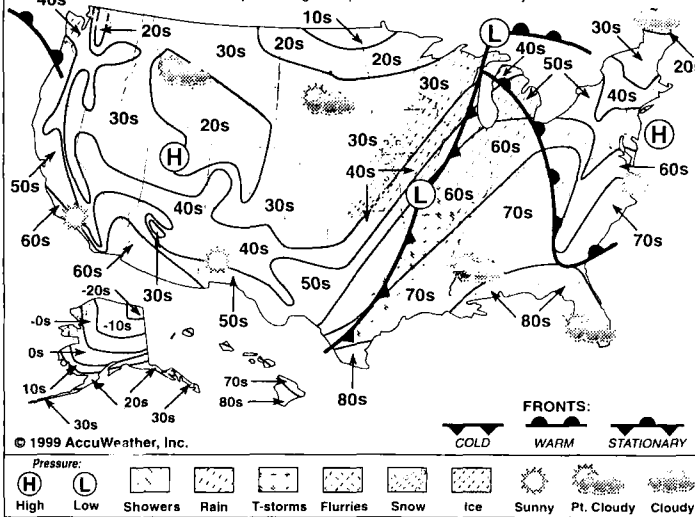 40s
10s
20s
20s
20s
30s
30s
20s
30s
30s
20s
40s
50s
30s
20s
40s
H
H
L
L
50s
60s
40s
30s
30s
40s
60s
60s
60s
70s
70s
70s
80s
80s
40s
50s
60s
30s
50s
-20s
-10s
-0s
0s
10s
20s
30s
30s
70s
80s
© 1999 AccuWeather, Inc.
FRONTS:
COLD WARM STATIONARY
Pressure:
H L
High Low Showers Rain T-storms Flurries Snow Ice Sunny Pt. Cloudy Cloudy